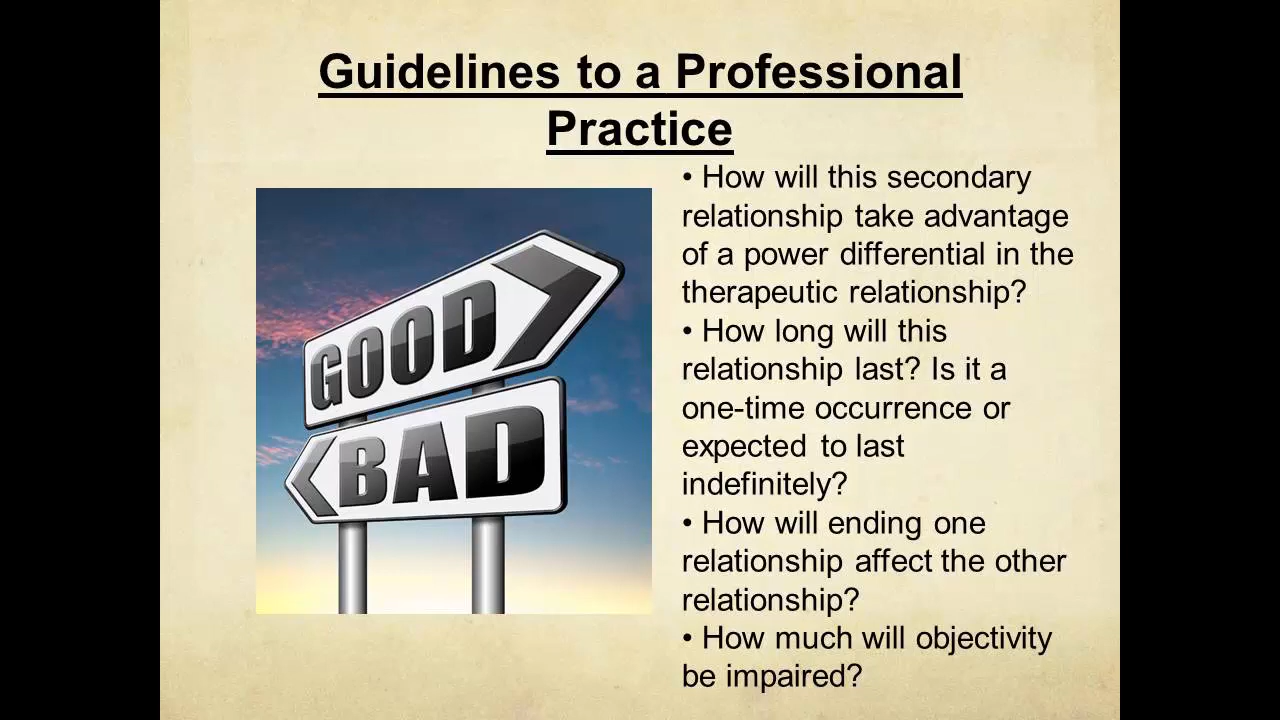 Guidelines to a Professional
Practice
GOOD
BAD
• How will this secondary
relationship take advantage
of a power differential in the
therapeutic relationship?
• How long will this
relationship last? Is it a
one-time occurrence or
expected to last
indefinitely?
• How will ending one
relationship affect the other
relationship?
• How much will objectivity
be impaired?